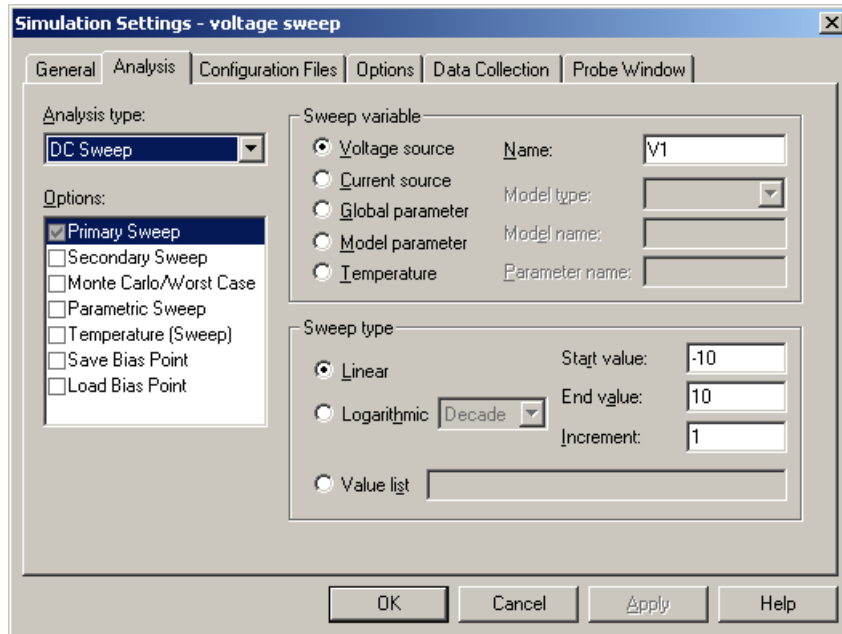 Simulation Settings - voltage sweep
General Analysis Configuration Files Options Data Collection Probe Window
Analysis type:
DC Sweep
Options:
Primary Sweep
Secondary Sweep
Monte Carlo/Worst Case
Parametric Sweep
Temperature (Sweep)
Save Bias Point
Load Bias Point
Sweep variable
Voltage source
Current source
Global parameter
Model parameter
Temperature
Name: V1
Model type:
Model name:
Parameter name:
Sweep type
Linear
Logarithmic Decade
Value list
Start value: -10
End value: 10
Increment: 1
OK Cancel Apply Help